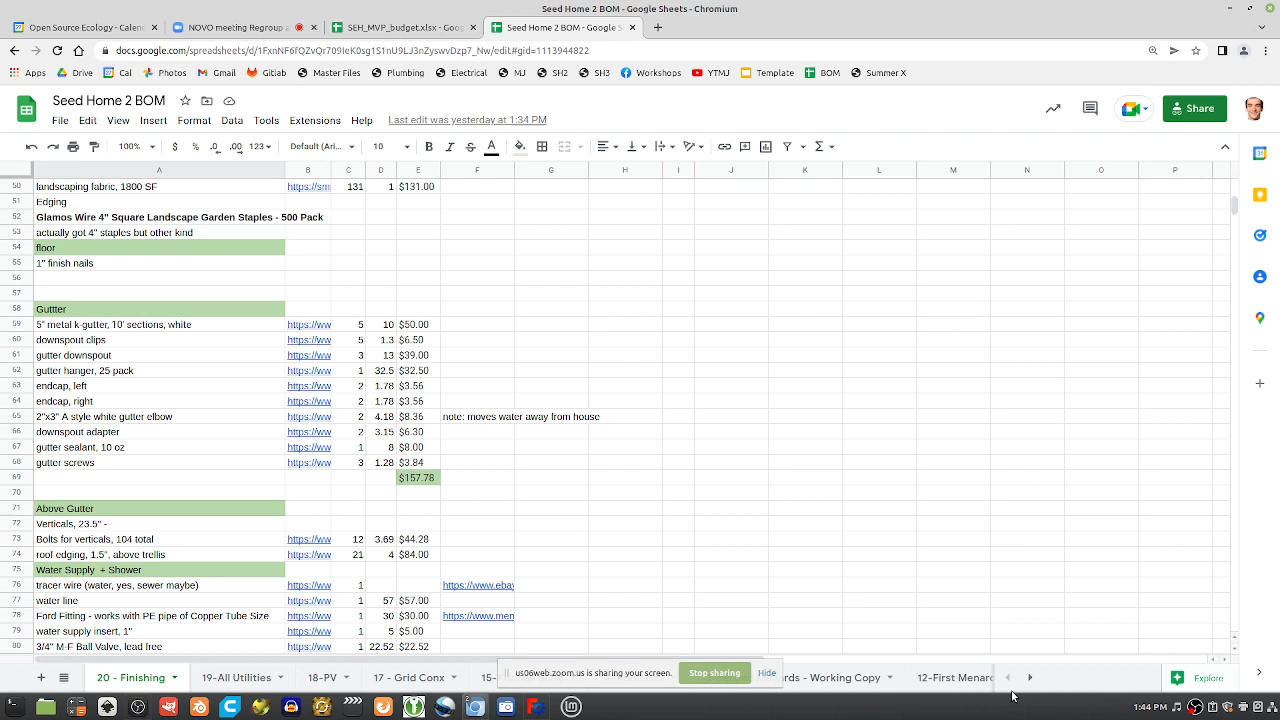 Seed Home 2 BOM - Google Sheets - Chromium
Open Source Ecology - Calen
NOVO meeting Regroup a
SEH_MVP_budget.xlsx - Goo
Seed Home 2 BOM - Google S
docs.google.com/spreadsheets/d/1FxnNF6fQZvQr709IeK0sg1S1nU9LJ3nZyswvDzp7_Nw/edit#gid=1113944822
Apps Drive Cal Photos Gmail Gitlab Master Files Plumbing Electrical MJ SH2 SH3 Workshops YTMJ Template BOM Summer X
Seed Home 2 BOM
Share
File Edit View Insert Format Data Tools Extensions Help Last edit was yesterday at 1:34 PM
100% $ % .0 .00 123 Default (Ari... 10 B I S A
A B C D E F G H I J K L M N O P
50 landscaping fabric, 1800 SF https://sm 131 1 $131.00
51 Edging
52 Glamos Wire 4" Square Landscape Garden Staples - 500 Pack
53 actually got 4" staples but other kind
54 floor
55 1" finish nails
56
57
58 Guttter
59 5" metal k-gutter, 10' sections, white https://ww 5 10 $50.00
60 downspout clips https://ww 5 1.3 $6.50
61 gutter downspout https://ww 3 13 $39.00
62 gutter hanger, 25 pack https://ww 1 32.5 $32.50
63 endcap, left https://ww 2 1.78 $3.56
64 endcap, right https://ww 2 1.78 $3.56
65 2"x3" A style white gutter elbow https://ww 2 4.18 $8.36 note: moves water away from house
66 downspout adapter https://ww 2 3.15 $6.30
67 gutter sealant, 10 oz https://ww 1 8 $8.00
68 gutter screws https://ww 3 1.28 $3.84
69 $157.78
70
71 Above Gutter
72 Verticals, 23.5" -
73 Bolts for verticals, 104 total https://ww 12 3.69 $44.28
74 roof edging, 1.5", above trellis https://ww 21 4 $84.00
75 Water Supply + Shower
76 tracer wire (water, yes, sewer maybe) https://ww 1 https://www.ebay
77 water line https://ww 1 57 $57.00
78 Ford Fitting - works with PE pipe of Copper Tube Size https://ww 1 30 $30.00 https://www.men
79 water supply insert, 1" https://ww 1 5 $5.00
80 3/4" M-F Ball Valve, lead free https://ww 1 22.52 $22.52
us06web.zoom.us is sharing your screen. Stop sharing Hide
20 - Finishing 19-All Utilities 18-PV 17 - Grid Conx 15- rds - Working Copy 12-First Menard Explore
1:44 PM